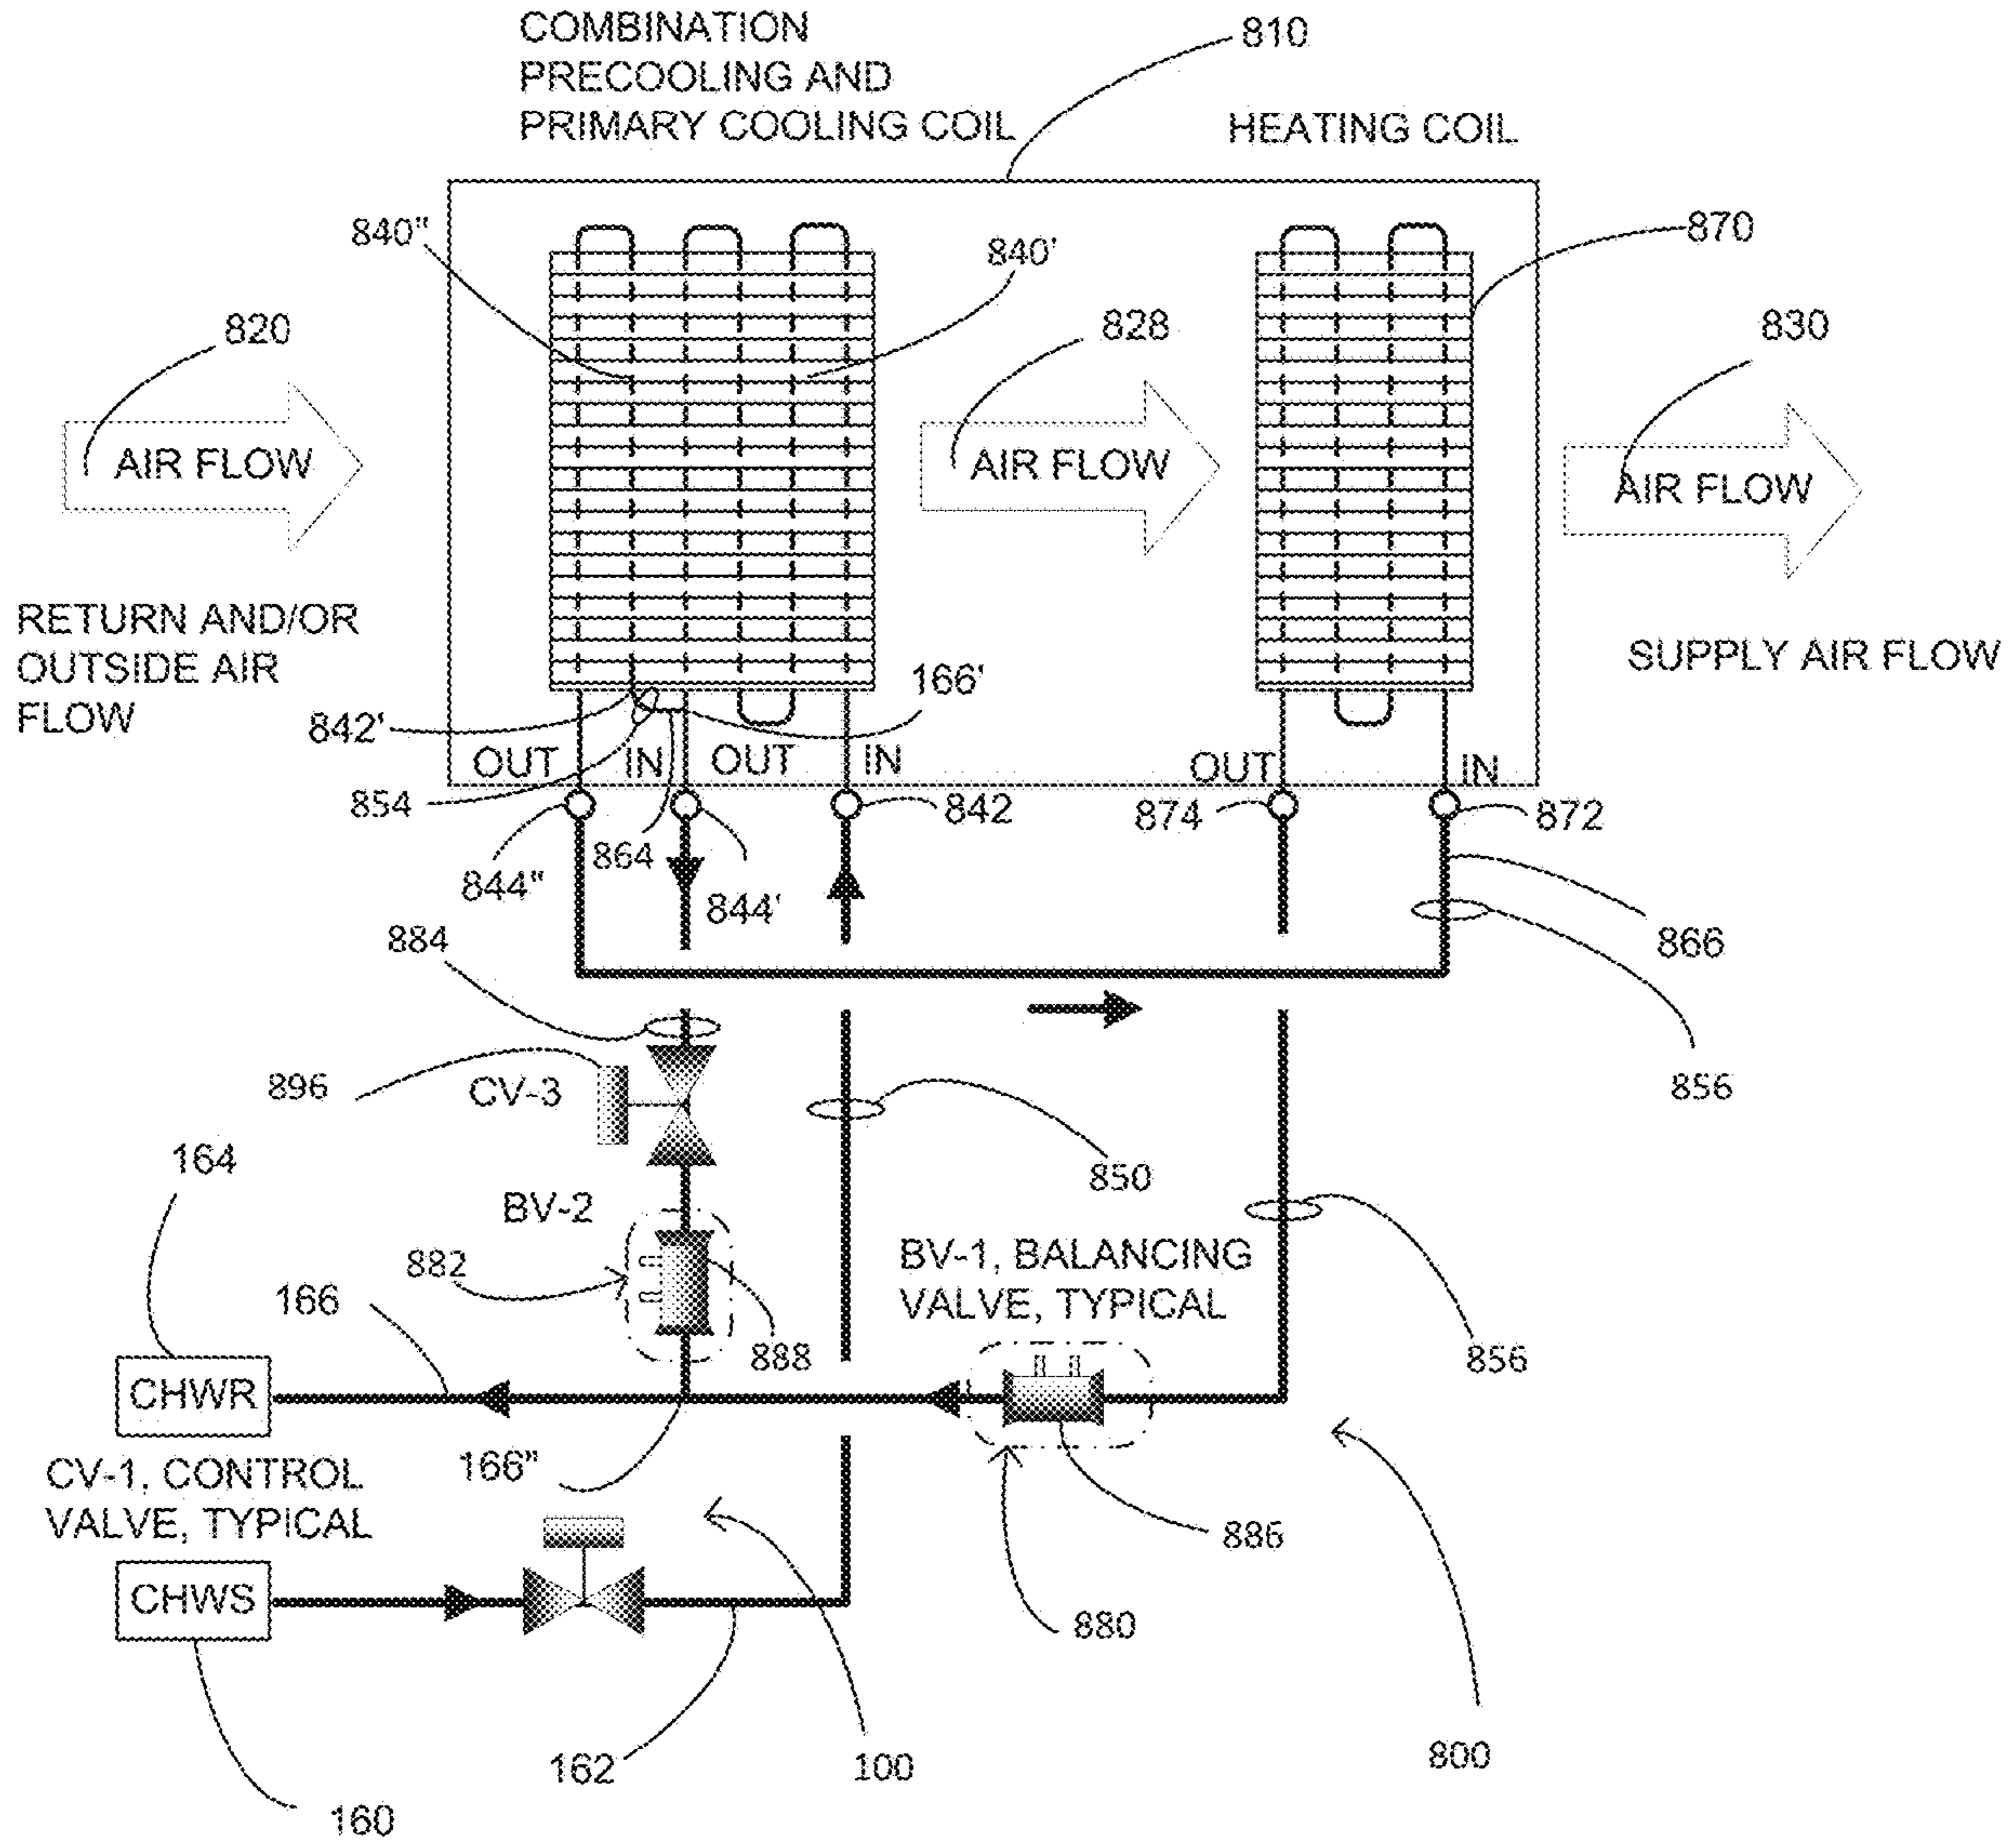 COMBINATION
PRECOOLING AND
PRIMARY COOLING COIL
810
HEATING COIL
840"
840'
870
820
828
830
AIR FLOW
AIR FLOW
AIR FLOW
RETURN AND/OR
OUTSIDE AIR
FLOW
SUPPLY AIR FLOW
842'
166'
OUT
IN
OUT
IN
OUT
IN
854
864
842
874
872
844"
844'
884
866
896
CV-3
856
164
850
BV-2
882
BV-1, BALANCING
VALVE, TYPICAL
166
888
856
CHWR
166"
CV-1, CONTROL
VALVE, TYPICAL
886
CHWS
880
162
100
800
160